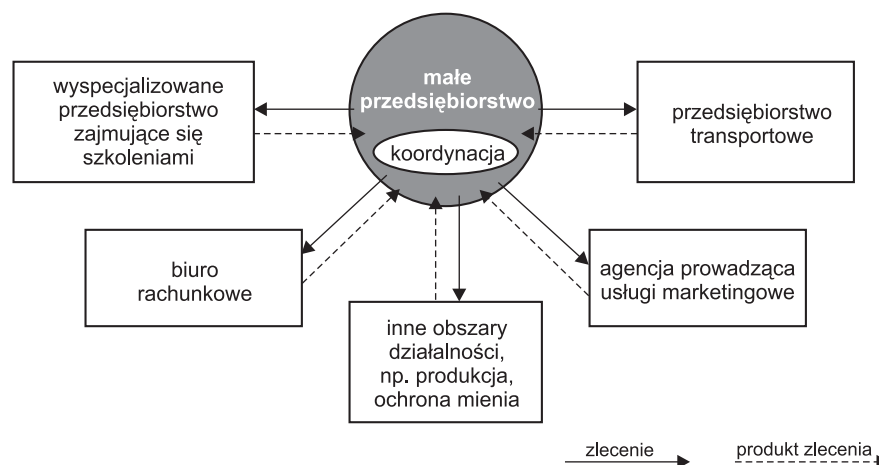 małe
przedsiębiorstwo
koordynacja
wyspecjalizowane
przedsiębiorstwo
zajmujące się
szkoleniami
przedsiębiorstwo
transportowe
biuro
rachunkowe
inne obszary
działalności,
np. produkcja,
ochrona mienia
agencja prowadząca
usługi marketingowe
zlecenie
produkt zlecenia